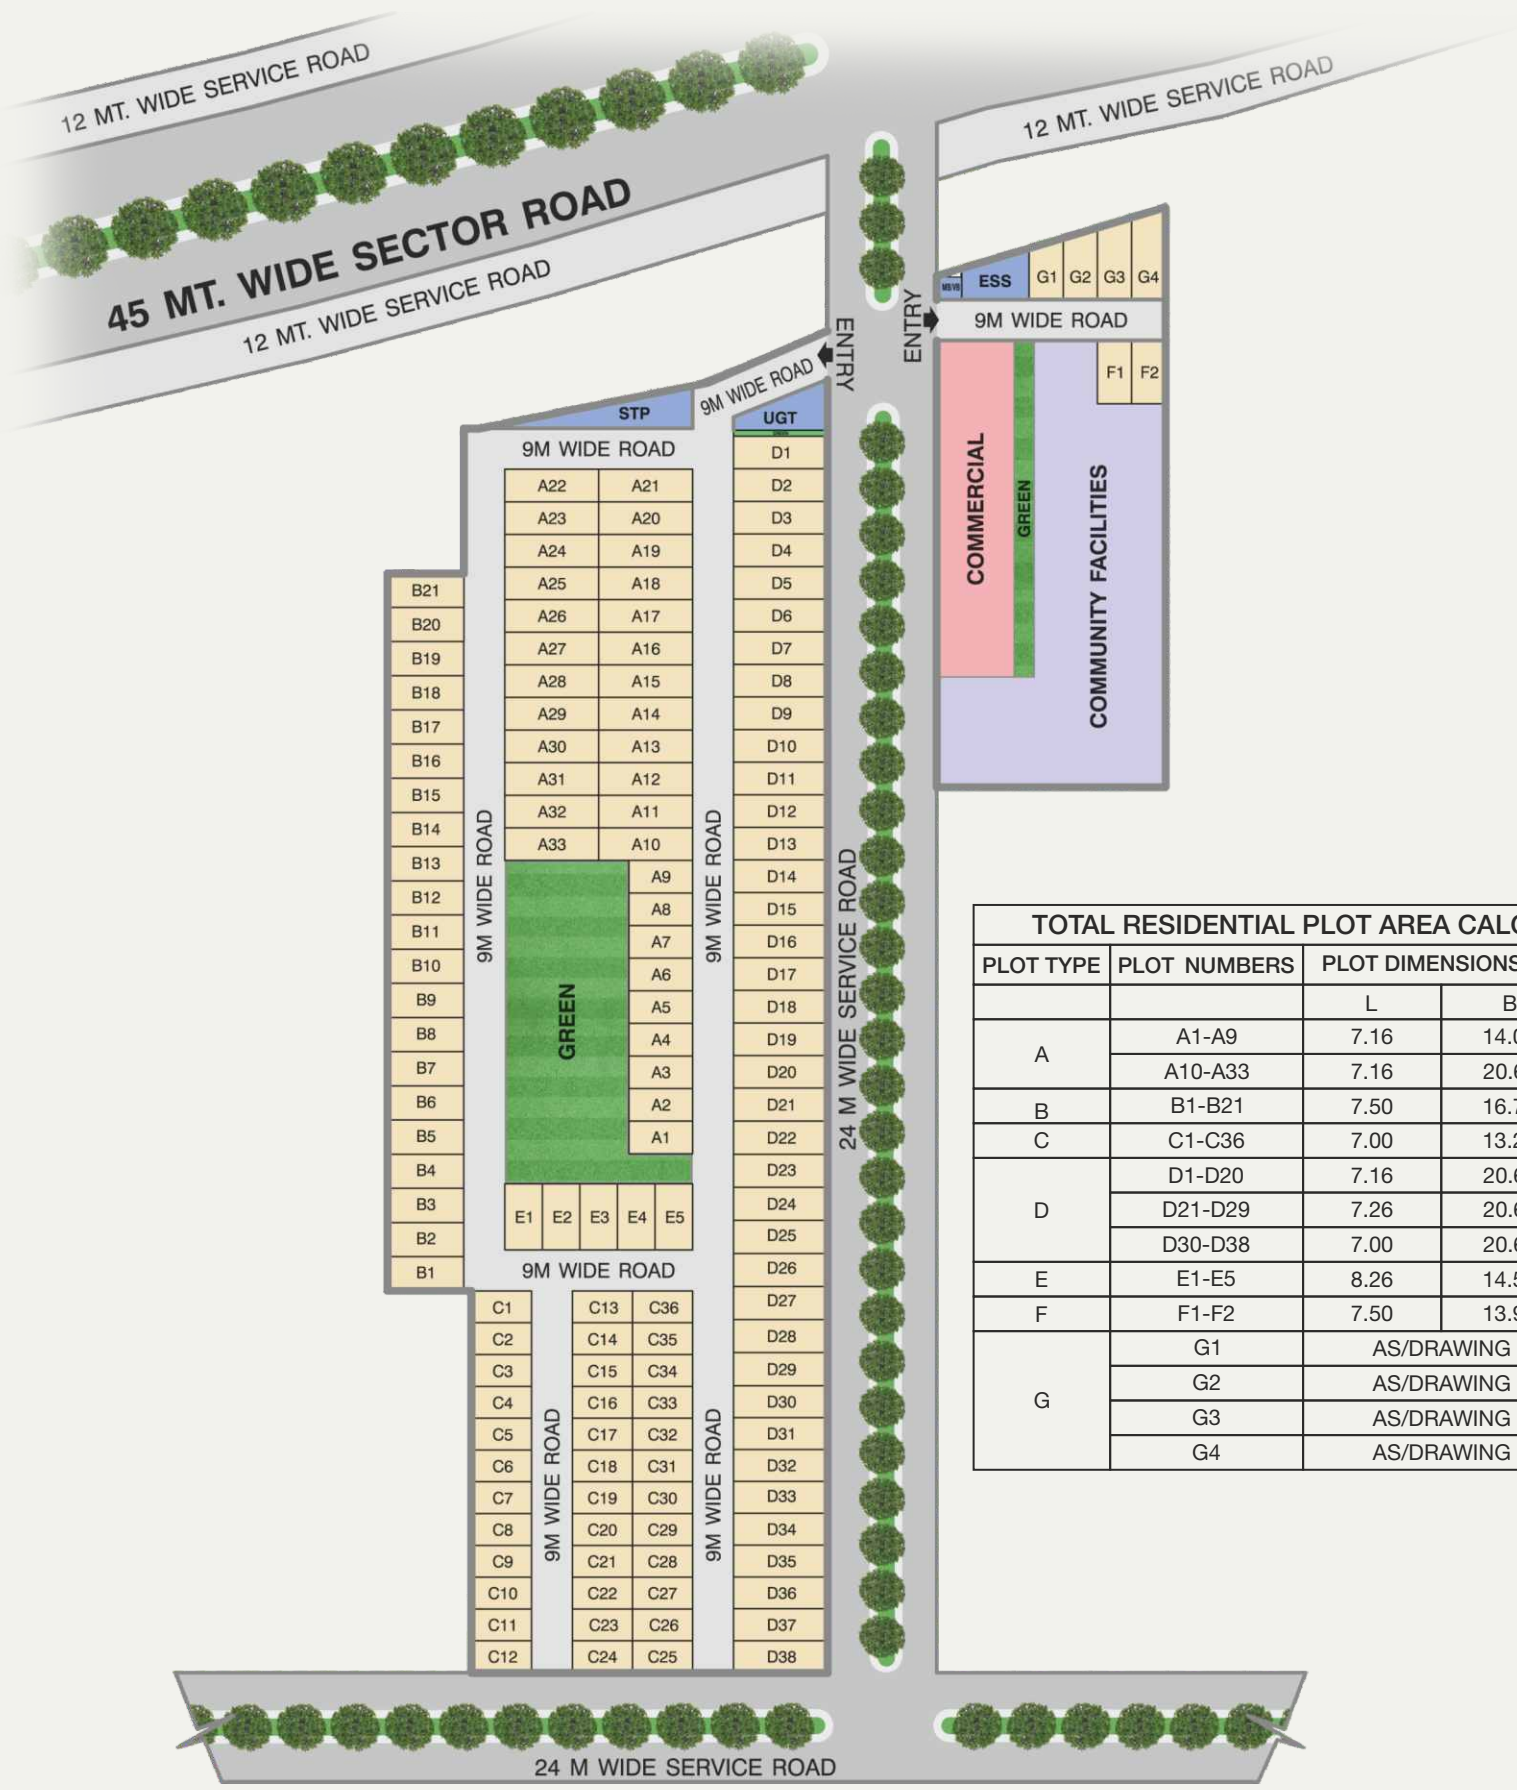 12 MT. WIDE SERVICE ROAD
12 MT. WIDE SERVICE ROAD
45 MT. WIDE SECTOR ROAD
12 MT. WIDE SERVICE ROAD
ESS
G1 G2 G3 G4
9M WIDE ROAD
ENTRY
ENTRY
9M WIDE ROAD
F1 F2
STP
UGT
COMMERCIAL
GREEN
COMMUNITY FACILITIES
9M WIDE ROAD
D1
A22 A21 D2
A23 A20 D3
A24 A19 D4
A25 A18 D5
A26 A17 D6
A27 A16 D7
A28 A15 D8
A29 A14 D9
A30 A13 D10
A31 A12 D11
A32 A11 D12
A33 A10 D13
B21
B20
B19
B18
B17
B16
B15
B14
B13
B12
B11
B10
B9
B8
B7
B6
B5
B4
B3
B2
B1
9M WIDE ROAD
9M WIDE ROAD
GREEN
A9 D14
A8 D15
A7 D16
A6 D17
A5 D18
A4 D19
A3 D20
A2 D21
A1 D22
D23
D24
E1 E2 E3 E4 E5
D25
9M WIDE ROAD
D26
24 M WIDE SERVICE ROAD
C1 C13 C36 D27
C2 C14 C35 D28
C3 C15 C34 D29
C4 C16 C33 D30
C5 C17 C32 D31
C6 C18 C31 D32
C7 C19 C30 D33
C8 C20 C29 D34
C9 C21 C28 D35
C10 C22 C27 D36
C11 C23 C26 D37
C12 C24 C25 D38
9M WIDE ROAD
9M WIDE ROAD
TOTAL RESIDENTIAL PLOT AREA
PLOT TYPE PLOT NUMBERS PLOT DIMENSIONS
L B
A A1-A9 7.16
A10-A33 7.16
B B1-B21 7.50
C C1-C36 7.00
D1-D20 7.16
D D21-D29 7.26
D30-D38 7.00
E E1-E5 8.26
F F1-F2 7.50
G1 AS/DRAWING
G2 AS/DRAWING
G
G3 AS/DRAWING
G4 AS/DRAWING
24 M WIDE SERVICE ROAD